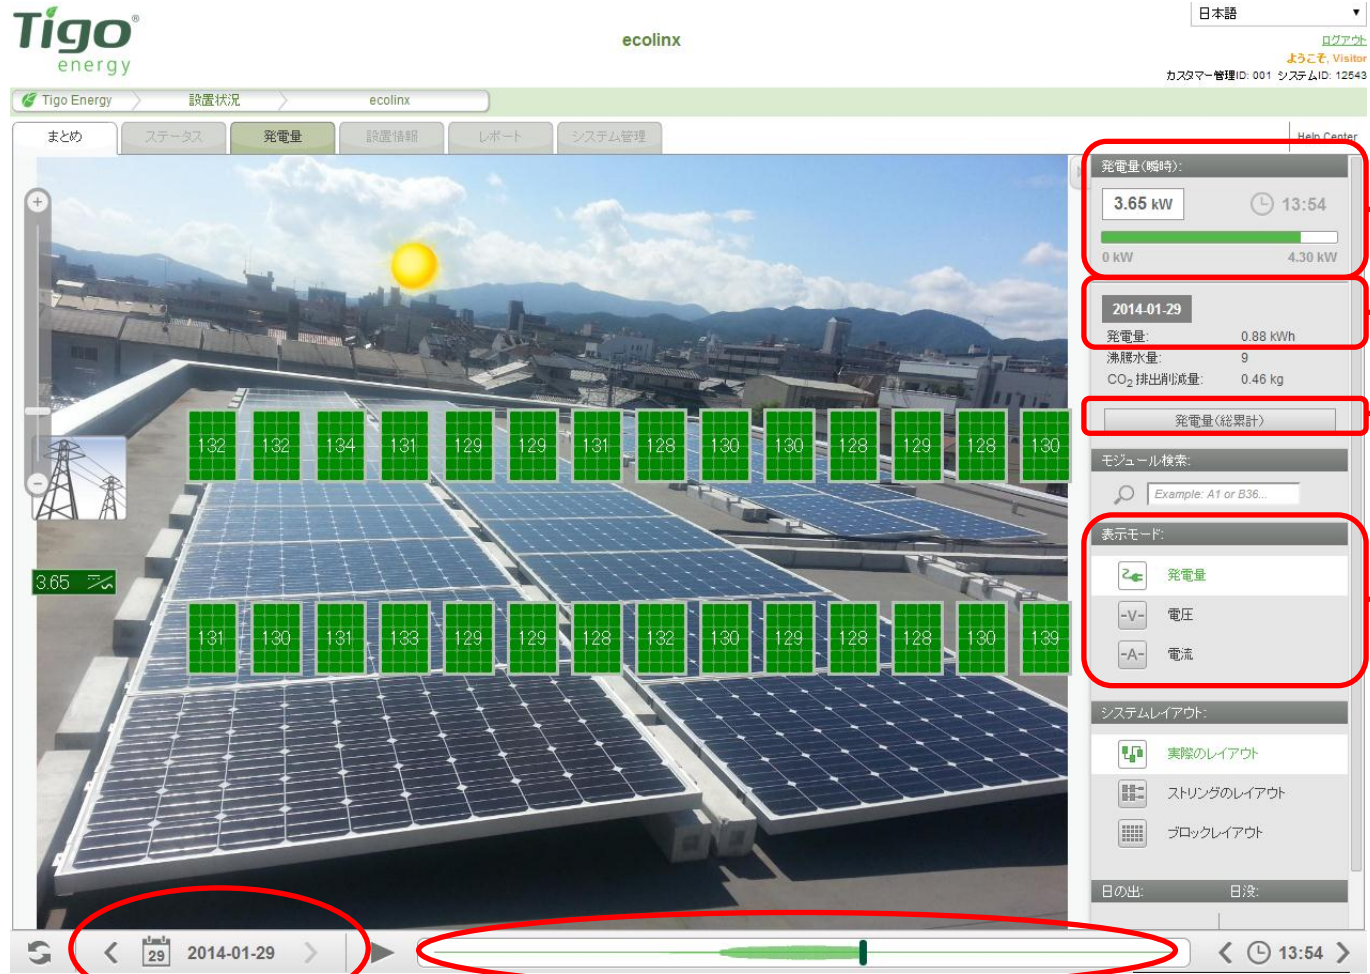 Tigo®
energy
ecolinx
日本語
ログアウト
ようこそ, Visitor
カスタマー管理ID: 001 システムID: 12543
Tigo Energy 設置状況 ecolinx
まとめ ステータス 発電量 設置情報 レポート システム管理
Help Center
発電量(瞬時):
3.65 kW 13:54
0 kW 4.30 kW
2014-01-29
発電量: 0.88 kWh
沸騰水量: 9
CO2 排出削減量: 0.46 kg
発電量(総累計)
モジュール検索:
Example: A1 or B36...
表示モード:
発電量
-V- 電圧
-A- 電流
システムレイアウト:
実際のレイアウト
ストリングのレイアウト
ブロックレイアウト
日の出: 日没:
132 132 134 131 129 129 131 128 130 130 128 129 128 130
3.65
131 130 131 133 129 129 128 132 130 129 128 128 130 139
29 2014-01-29
13:54